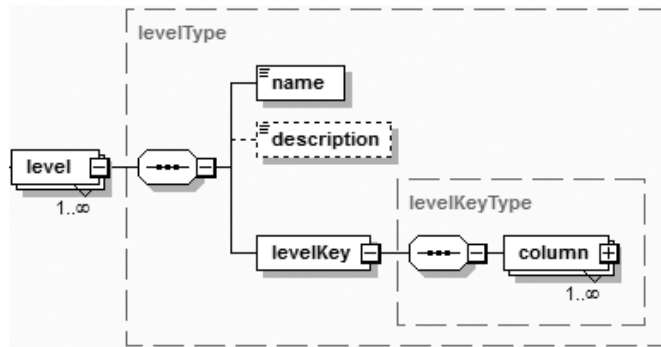 levelType
name
description
level
1..∞
levelKeyType
levelKey
column
1..∞